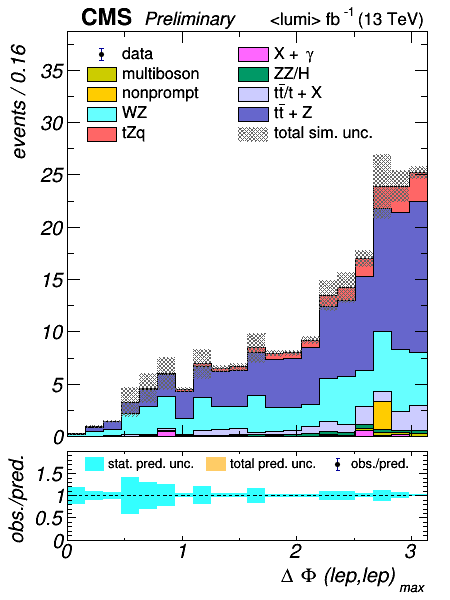 CMS Preliminary <lumi> fb⁻¹ (13 TeV)
events / 0.16
data
multiboson
nonprompt
WZ
tZq
X + γ
ZZ/H
tt̄/t + X
tt̄ + Z
total sim. unc.
35
30
25
20
15
10
5
0
obs./pred.
stat. pred. unc. total pred. unc. obs./pred.
1.5
1
0.5
0
0 1 2 3
Δ Φ (lep,lep) max